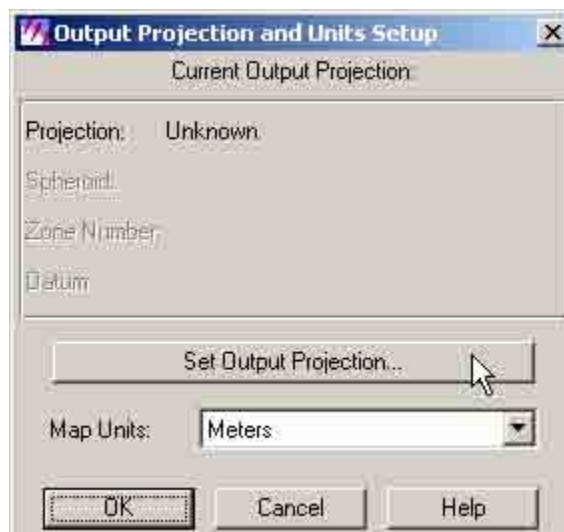 Output Projection and Units Setup
Current Output Projection
Projection: Unknown
Spheroid:
Zone Number
Datum
Set Output Projection...
Map Units: Meters
OK Cancel Help